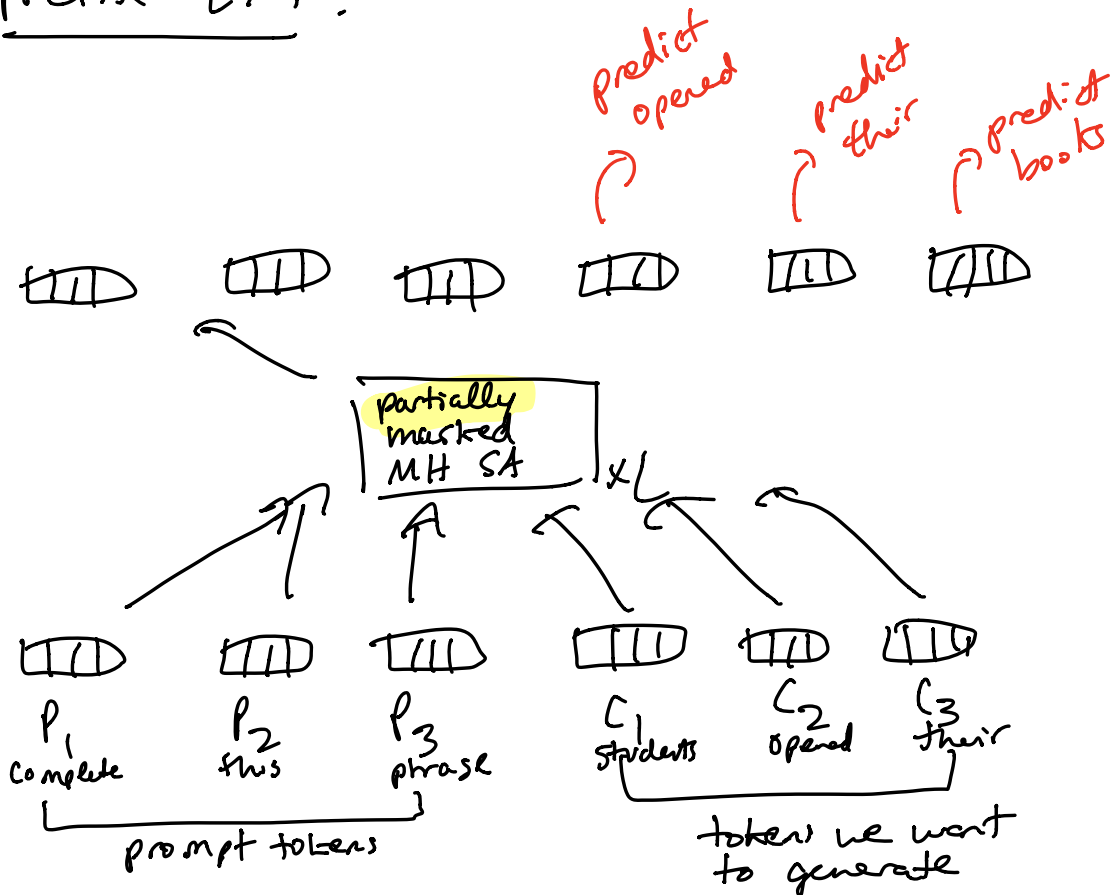 predict
opened
predict
their
predict
books
partially
masked
MH SA
xL
P1
P2
P3
C1
C2
C3
complete
this
phrase
students
opened
their
prompt tokens
tokens we want
to generate